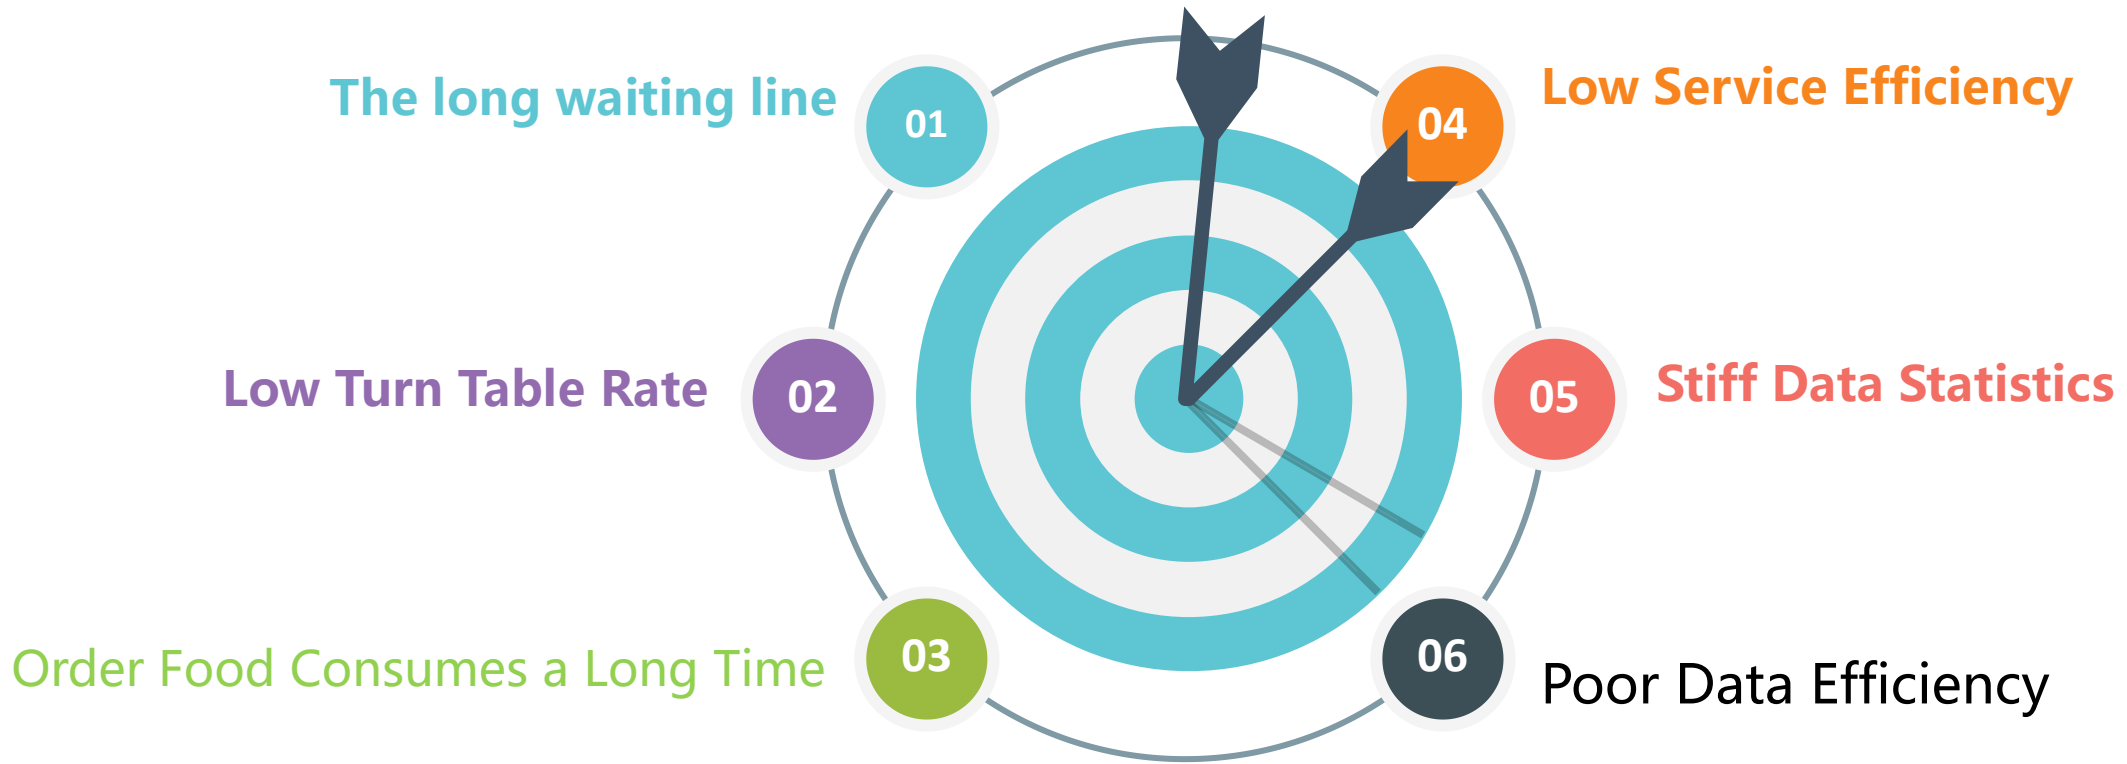 The long waiting line
01
Low Turn Table Rate
02
Order Food Consumes a Long Time
03
04
Low Service Efficiency
05
Stiff Data Statistics
06
Poor Data Efficiency